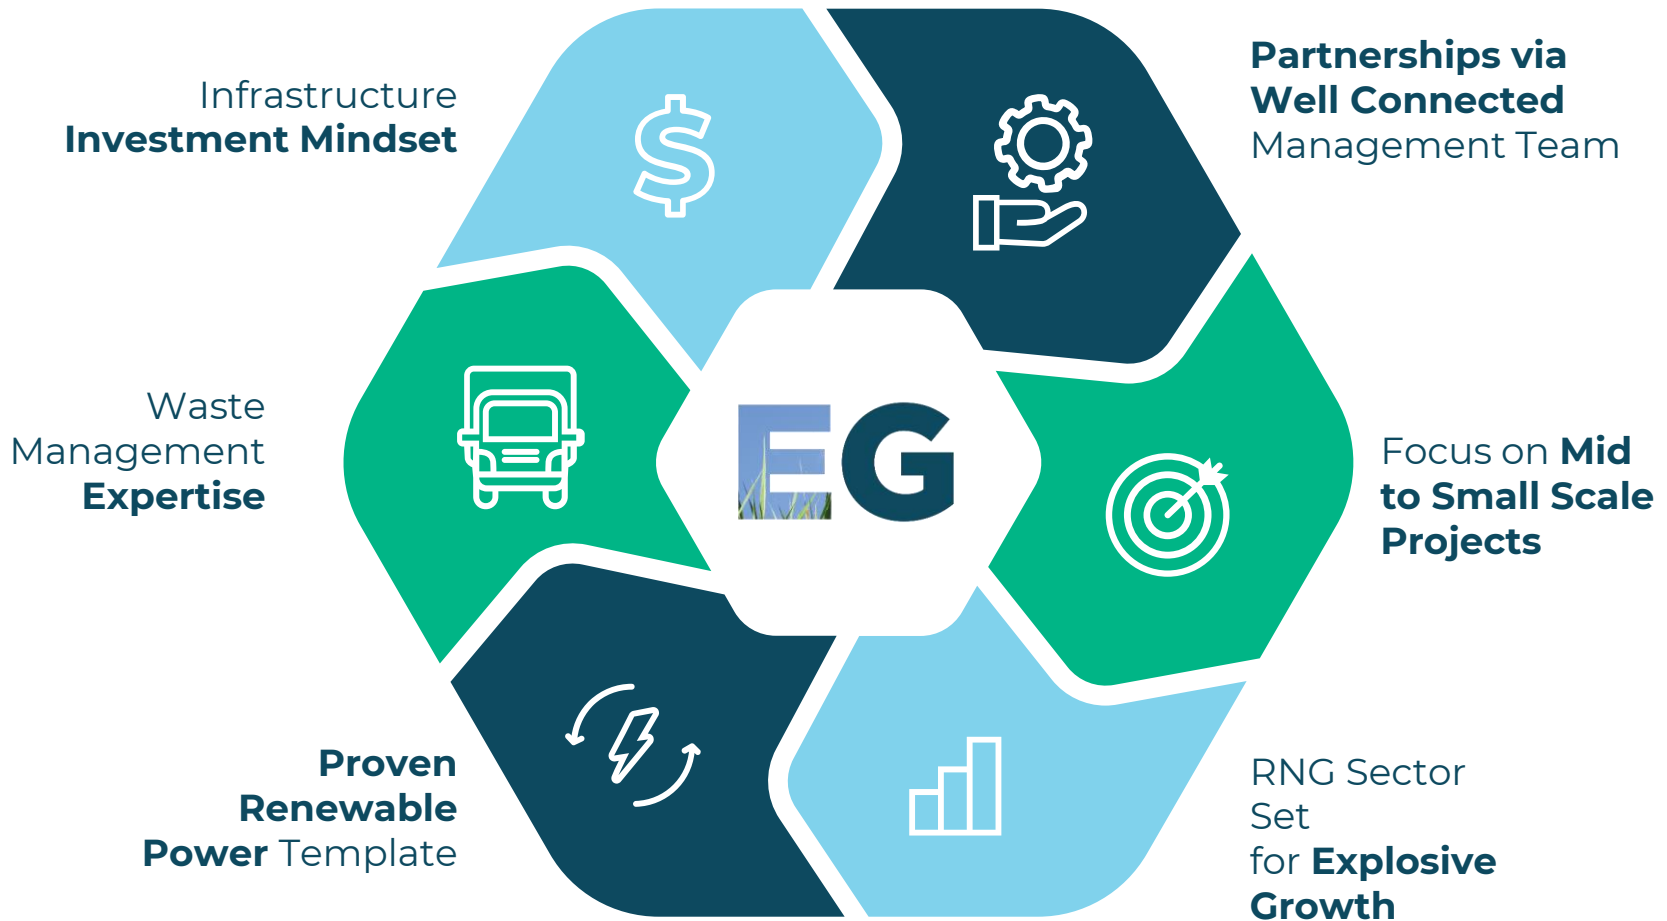 Infrastructure
Investment Mindset
Partnerships via
Well Connected
Management Team
Waste
Management
Expertise
EG
Focus on Mid
to Small Scale
Projects
Proven
Renewable
Power Template
RNG Sector
Set
for Explosive
Growth